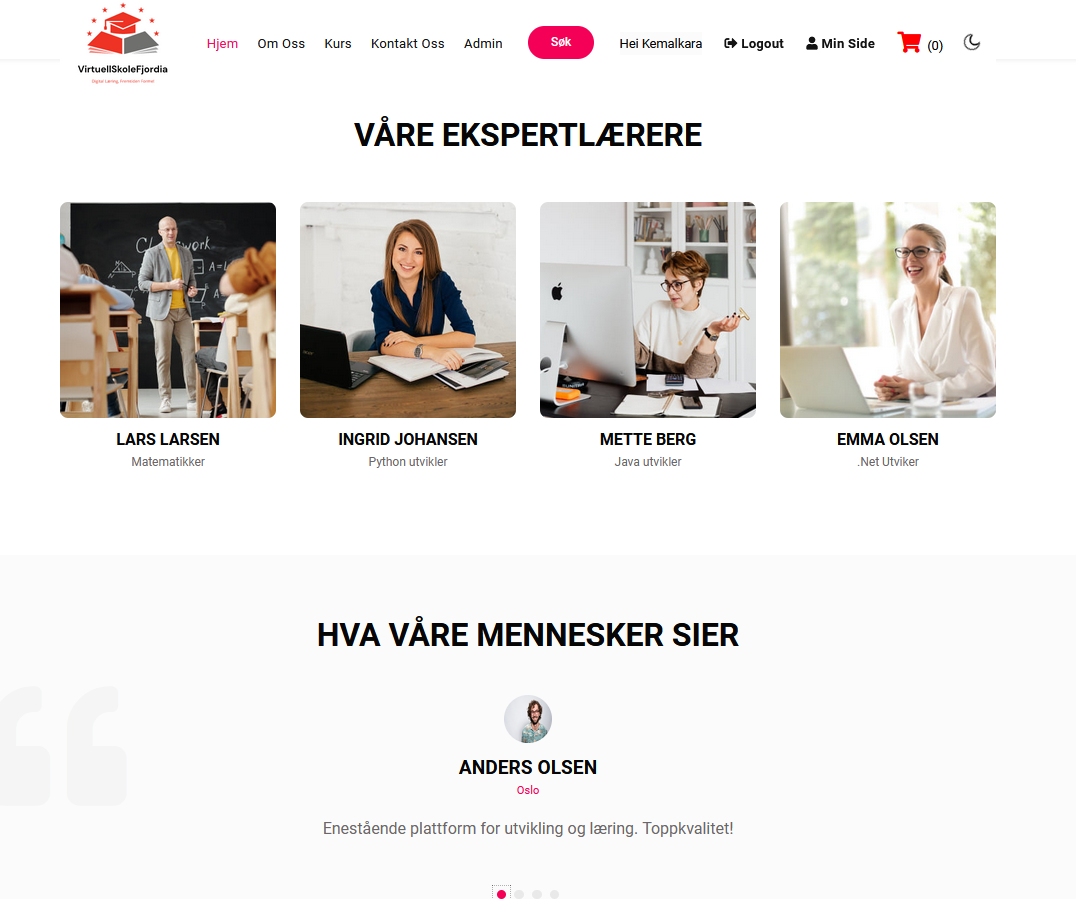 VirtuellSkoleFjordia
Digital Læring, Fremtiden Formet
Hjem Om Oss Kurs Kontakt Oss Admin Søk Hei Kemalkara Logout Min Side (0)
VÅRE EKSPERTLÆRERE
LARS LARSEN
Matematikker
INGRID JOHANSEN
Python utvikler
METTE BERG
Java utvikler
EMMA OLSEN
.Net Utviker
HVA VÅRE MENNESKER SIER
ANDERS OLSEN
Oslo
Enestående plattform for utvikling og læring. Toppkvalitet!